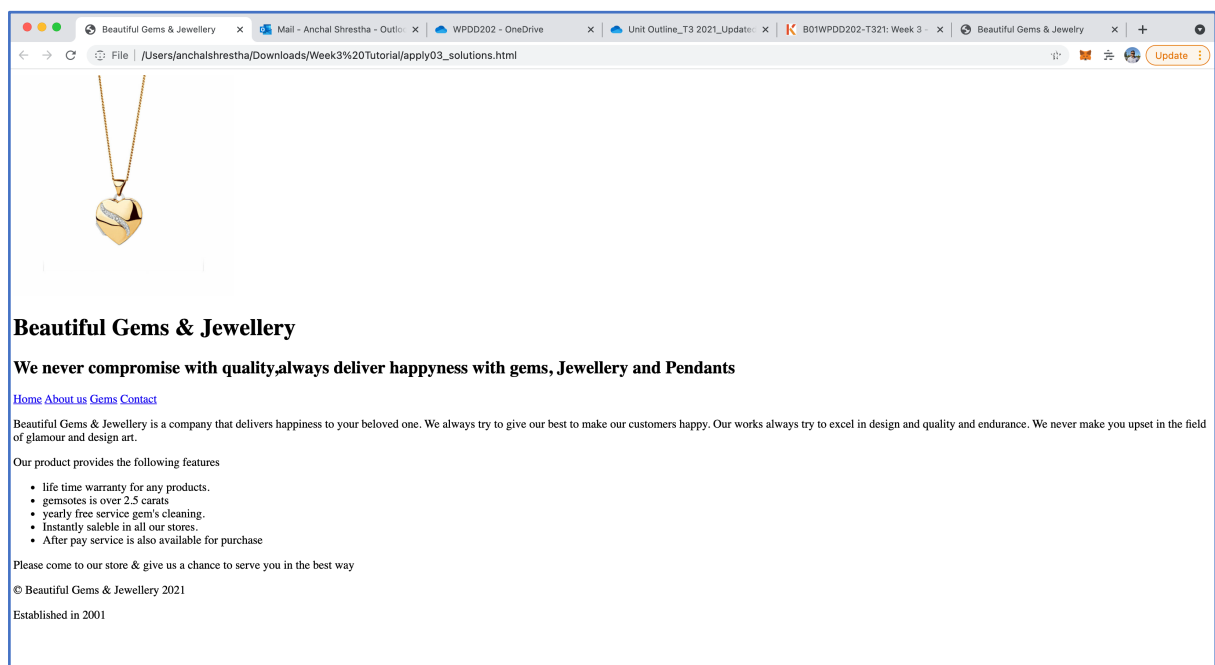 Beautiful Gems & Jewellery
Mail - Anchal Shrestha - Outlo
WPDD202 - OneDrive
Unit Outline_T3 2021_Updated
B01WPDD202-T321: Week 3 -
Beautiful Gems & Jewelry
File | /Users/anchalshrestha/Downloads/Week3%20Tutorial/apply03_solutions.html
Update
Beautiful Gems & Jewellery
We never compromise with quality,always deliver happyness with gems, Jewellery and Pendants
Home About us Gems Contact
Beautiful Gems & Jewellery is a company that delivers happiness to your beloved one. We always try to give our best to make our customers happy. Our works always try to excel in design and quality and endurance. We never make you upset in the field
of glamour and design art.
Our product provides the following features
• life time warranty for any products.
• gemsotes is over 2.5 carats
• yearly free service gem's cleaning.
• Instantly saleble in all our stores.
• After pay service is also available for purchase
Please come to our store & give us a chance to serve you in the best way
© Beautiful Gems & Jewellery 2021
Established in 2001